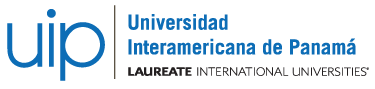 uip
Universidad
Interamericana de Panamá
LAUREATE INTERNATIONAL UNIVERSITIES®